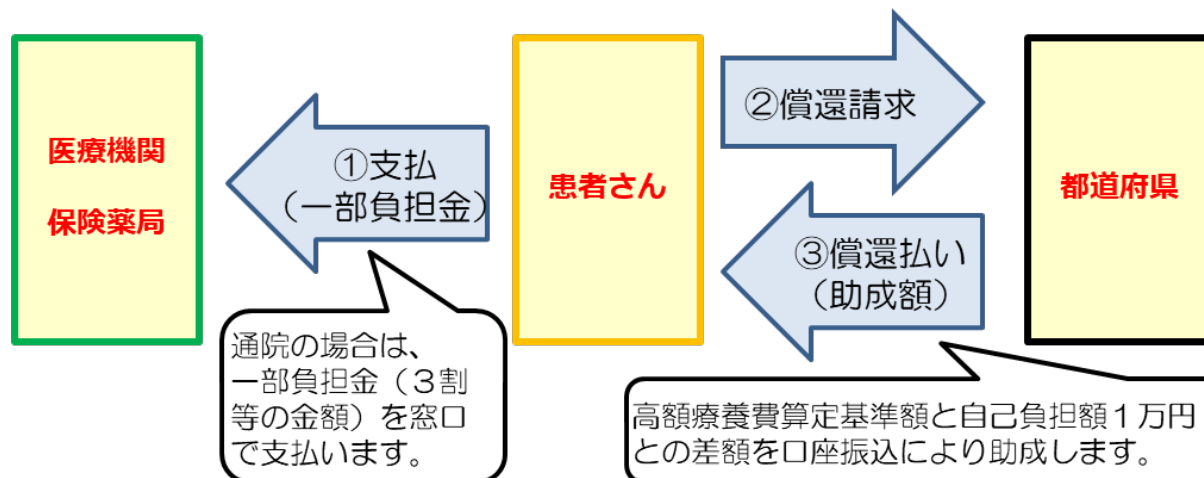 医療機関
保険薬局
①支払
（一部負担金）
患者さん
②償還請求
③償還払い
（助成額）
都道府県
通院の場合は、
一部負担金（３割
等の金額）を窓口
で支払います。
高額療養費算定基準額と自己負担額１万円
との差額を口座振込により助成します。